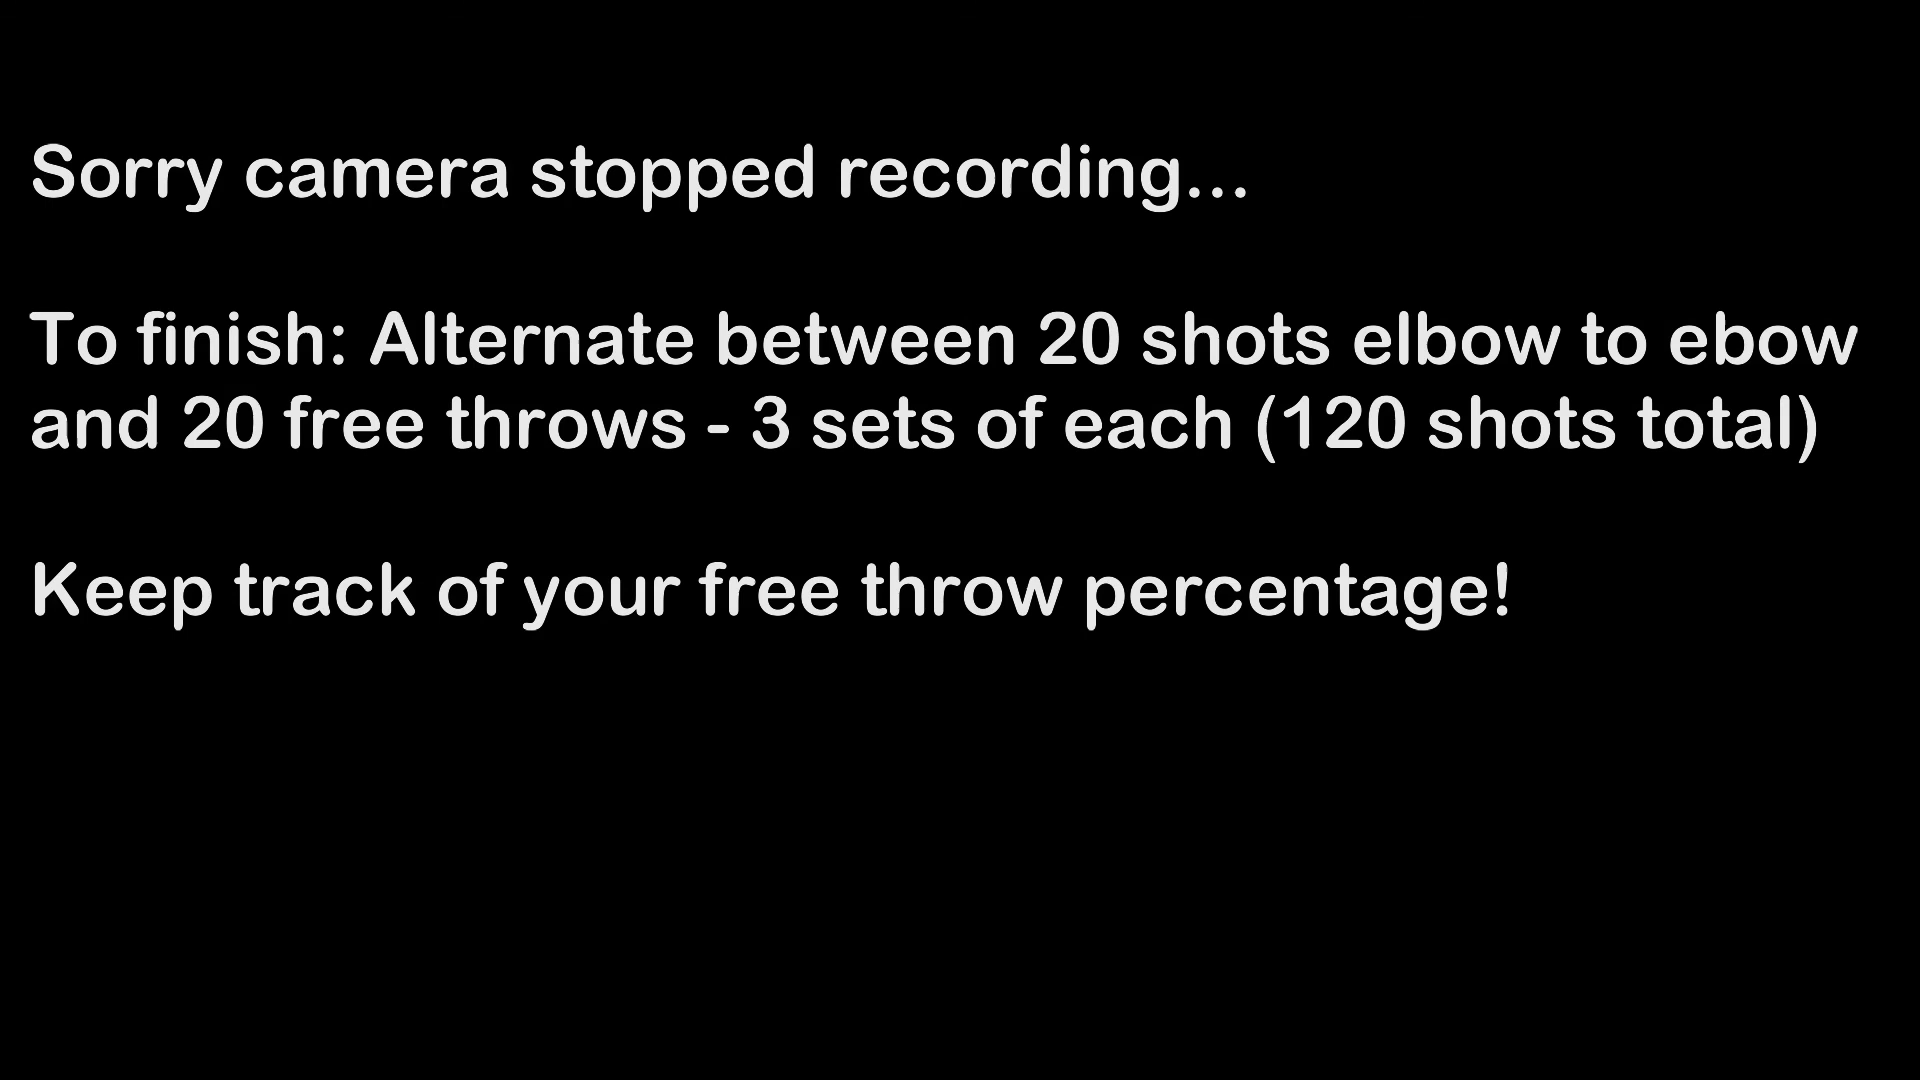 Sorry camera stopped recording...
To finish: Alternate between 20 shots elbow to ebow
and 20 free throws - 3 sets of each (120 shots total)
Keep track of your free throw percentage!